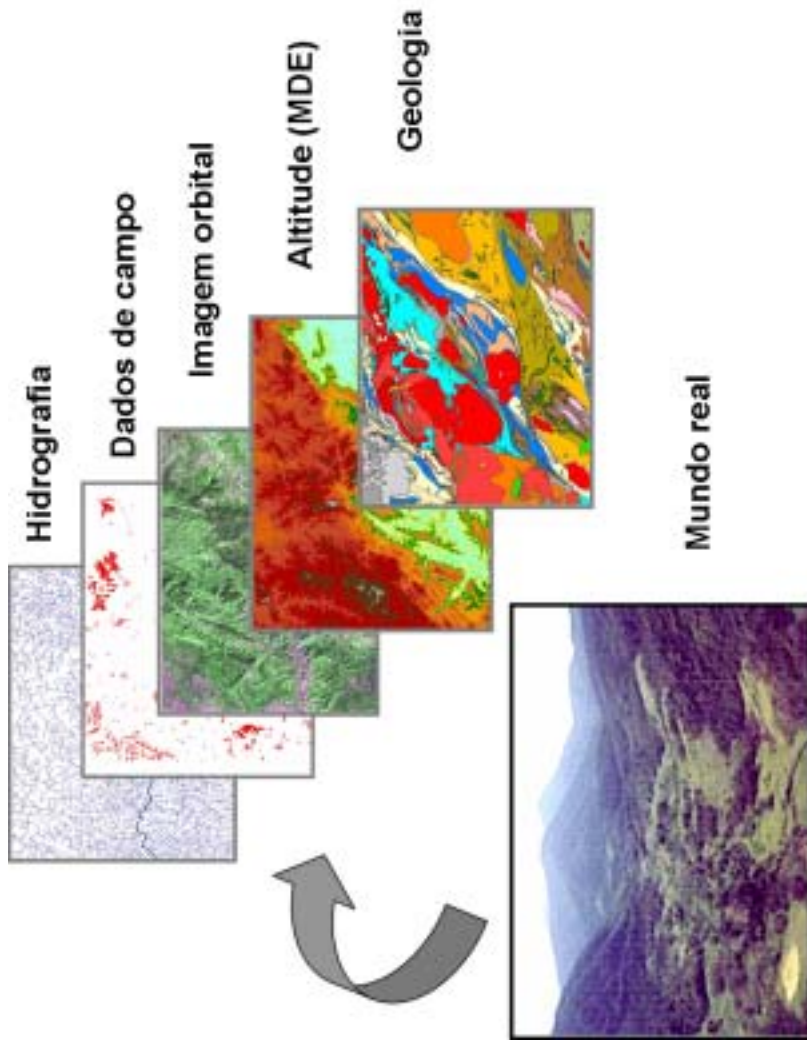 Hidrografia
Dados de campo
Imagem orbital
Altitude (MDE)
Geologia
Mundo real